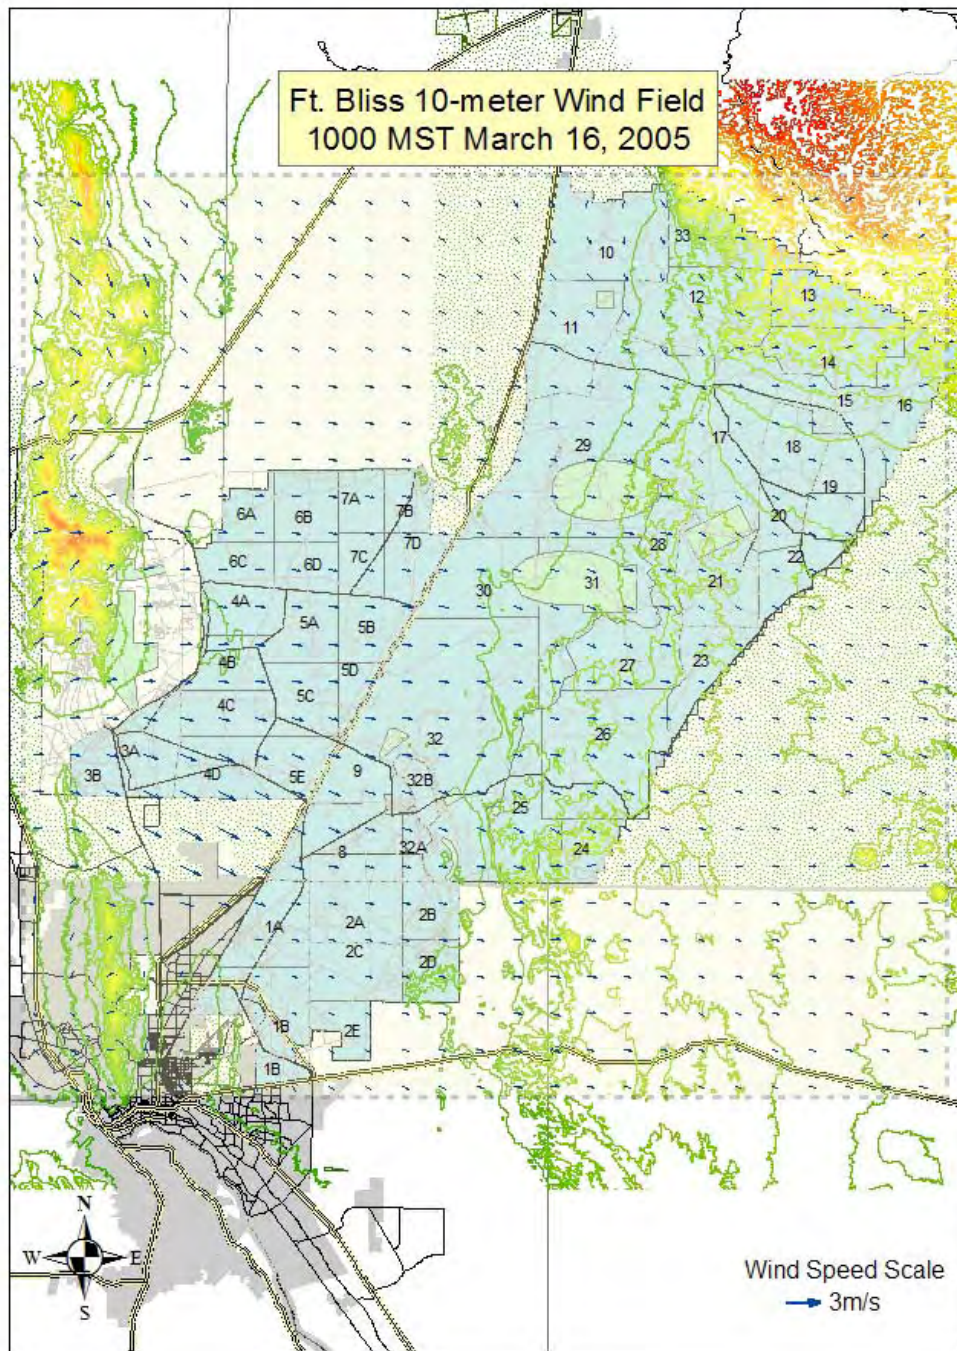 Ft. Bliss 10-meter Wind Field
1000 MST March 16, 2005
33
10
12
13
11
14
15
16
17
29
18
19
7A
7B
6A
6B
20
7C
7D
28
22
6C
6D
21
31
30
4A
5A
5B
4B
5D
27
23
5C
4C
32
26
3A
3B
4D
5E
9
32B
25
8
32A
24
1A
2A
2B
2C
2D
1B
2E
1B
N
W
E
S
Wind Speed Scale
3m/s